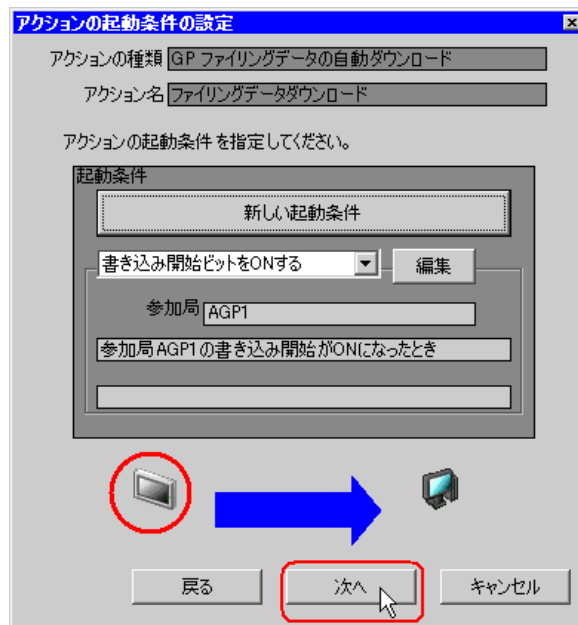 アクションの起動条件の設定
アクションの種類 GP ファイリングデータの自動ダウンロード
アクション名 ファイリングデータダウンロード
アクションの起動条件 を指定してください。
起動条件
新しい起動条件
書き込み開始ビットをONする 編集
参加局 AGP1
参加局 AGP1 の書き込み開始がONになったとき
戻る 次へ キャンセル